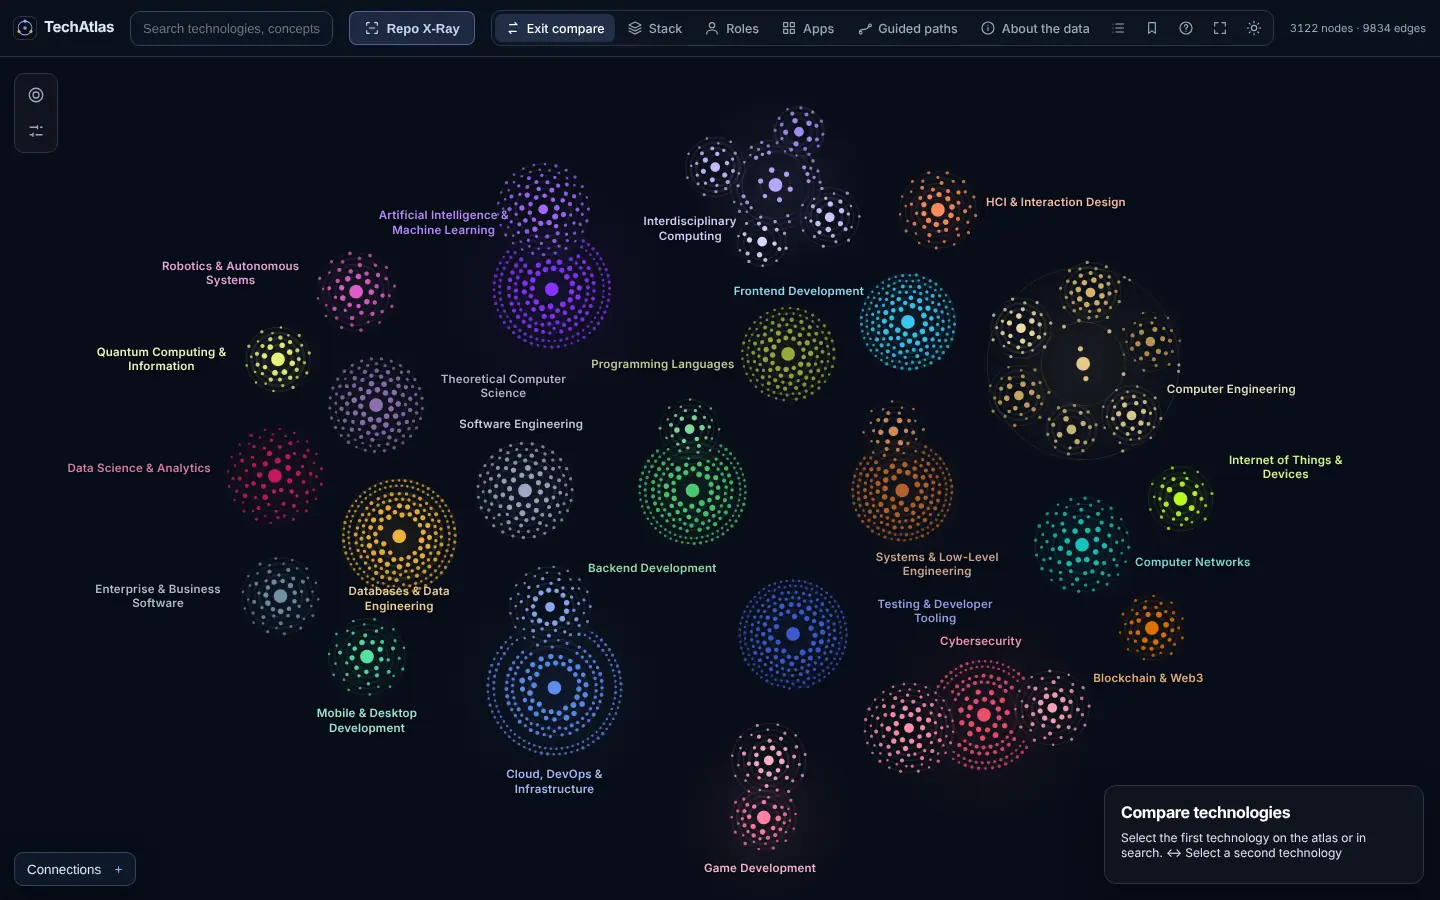 TechAtlas
Search technologies, concepts
Repo X-Ray
Exit compare
Stack
Roles
Apps
Guided paths
About the data
3122 nodes · 9834 edges
Artificial Intelligence &
Machine Learning
Interdisciplinary
Computing
HCI & Interaction Design
Robotics & Autonomous
Systems
Frontend Development
Quantum Computing &
Information
Programming Languages
Theoretical Computer
Science
Computer Engineering
Software Engineering
Data Science & Analytics
Internet of Things &
Devices
Backend Development
Systems & Low-Level
Engineering
Computer Networks
Enterprise & Business
Software
Databases & Data
Engineering
Testing & Developer
Tooling
Cybersecurity
Blockchain & Web3
Mobile & Desktop
Development
Cloud, DevOps &
Infrastructure
Game Development
Compare technologies
Select the first technology on the atlas or in
search. ↔ Select a second technology
Connections +